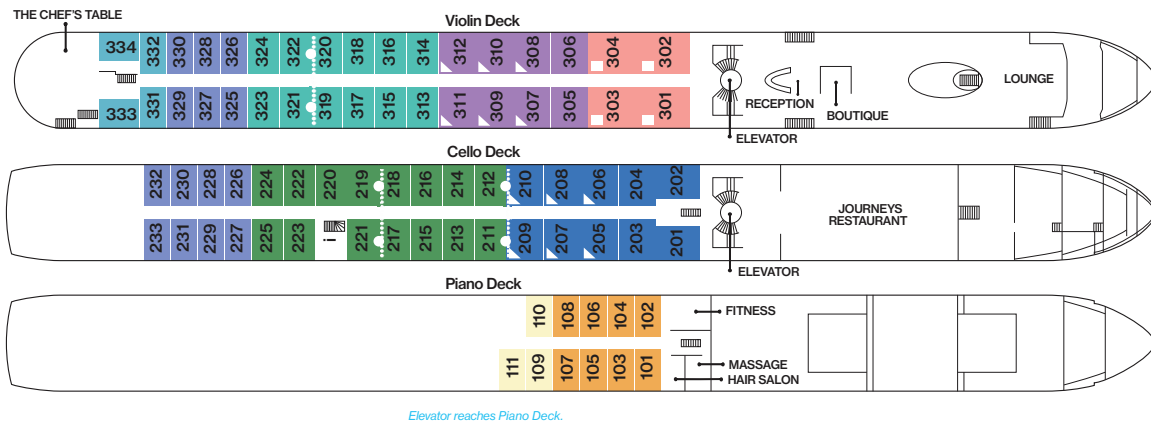 THE CHEF'S TABLE
Violin Deck
334 332 330 328 326 324 322 320 318 316 314 312 310 308 306 304 302
333 331 329 327 325 323 321 319 317 315 313 311 309 307 305 303 301
RECEPTION
BOUTIQUE
LOUNGE
ELEVATOR
Cello Deck
232 230 228 226 224 222 220 219 218 216 214 212 210 208 206 204 202
233 231 229 227 225 223 i 221 217 215 213 211 209 207 205 203 201
JOURNEYS
RESTAURANT
ELEVATOR
Piano Deck
110 108 106 104 102
111 109 107 105 103 101
FITNESS
MASSAGE
HAIR SALON
Elevator reaches Piano Deck.